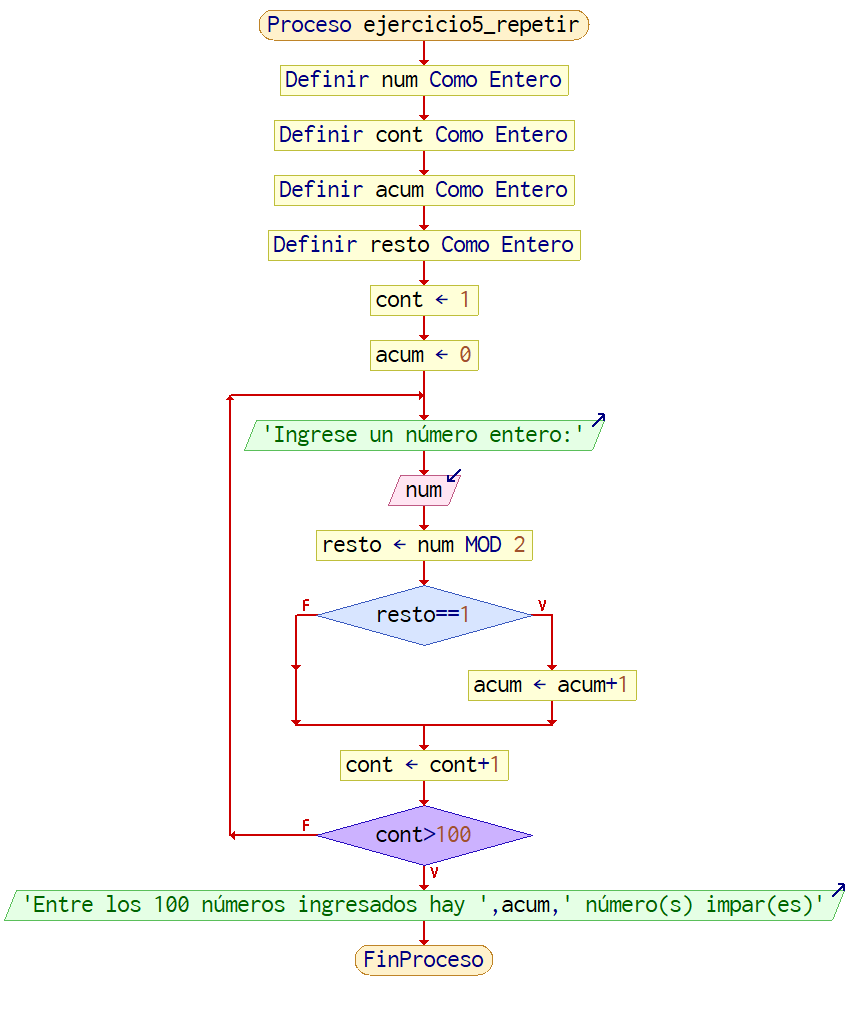 Proceso ejercicio5_repetir
Definir num Como Entero
Definir cont Como Entero
Definir acum Como Entero
Definir resto Como Entero
cont ← 1
acum ← 0
'Ingrese un número entero:'
num
resto ← num MOD 2
F
V
resto==1
acum ← acum+1
cont ← cont+1
F
cont>100
V
'Entre los 100 números ingresados hay ',acum,' número(s) impar(es)'
FinProceso